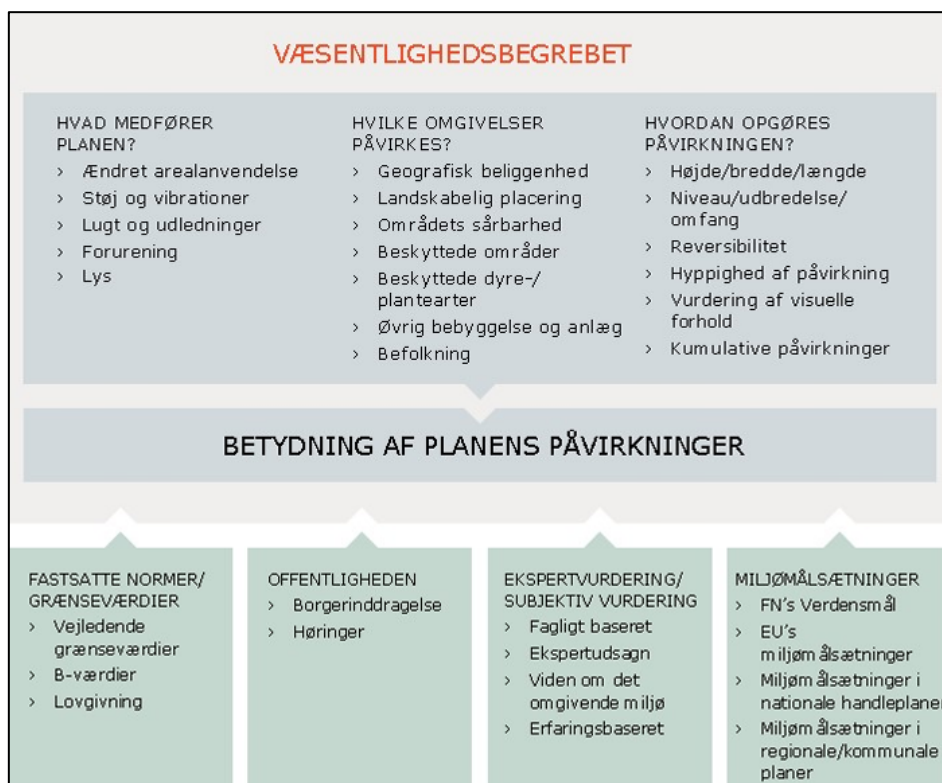 VÆSENTLIGHEDSBEGREBET
HVAD MEDFØRER
PLANEN?
› Ændret arealanvendelse
› Støj og vibrationer
› Lugt og udledninger
› Forurening
› Lys
HVILKE OMGIVELSER
PÅVIRKES?
› Geografisk beliggenhed
› Landskabelig placering
› Områdets sårbarhed
› Beskyttede områder
› Beskyttede dyre-/
plantearter
› Øvrig bebyggelse og anlæg
› Befolkning
HVORDAN OPGØRES
PÅVIRKNINGEN?
› Højde/bredde/længde
› Niveau/udbredelse/
omfang
› Reversibilitet
› Hyppighed af påvirkning
› Vurdering af visuelle
forhold
› Kumulative påvirkninger
BETYDNING AF PLANENS PÅVIRKNINGER
FASTSATTE NORMER/
GRÆNSEVÆRDIER
› Vejledende
grænseværdier
› B-værdier
› Lovgivning
OFFENTLIGHEDEN
› Borgerinddragelse
› Høringer
EKSPERTVURDERING/
SUBJEKTIV VURDERING
› Fagligt baseret
› Ekspertudsagn
› Viden om det
omgivende miljø
› Erfaringsbaseret
MILJØMÅLSÆTNINGER
› FN's Verdensmål
› EU's
miljømålsætninger
› Miljømålsætninger i
nationale handleplaner
› Miljømålsætninger i
regionale/kommunale
planer